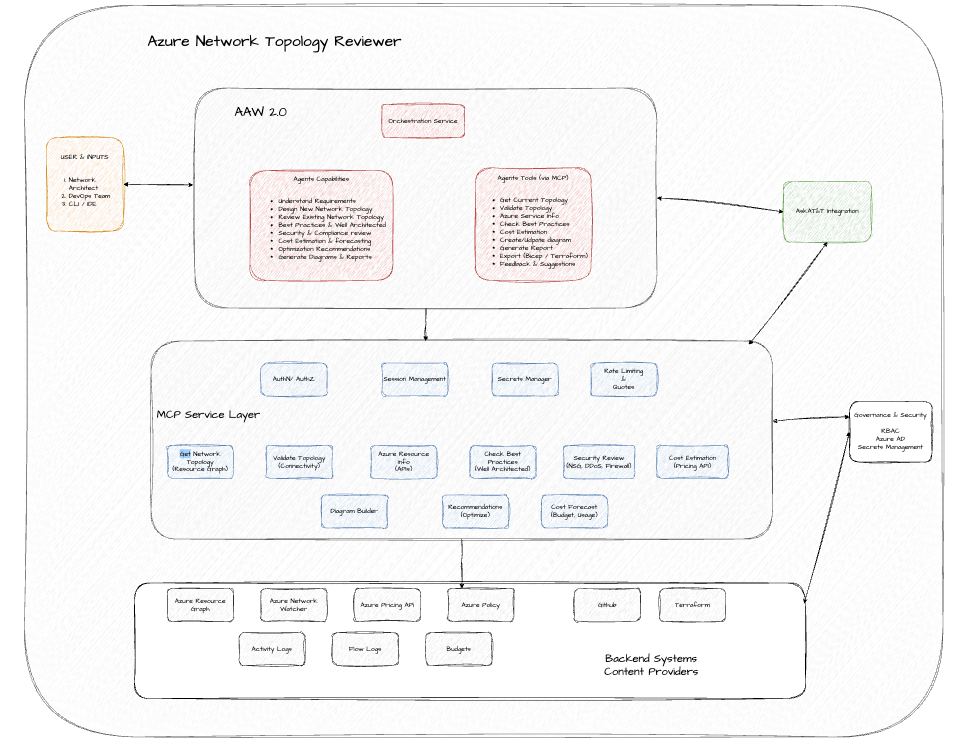 Azure Network Topology Reviewer
AAW 2.0
Orchestration Service
USER & INPUTS
1. Network
Architect
2. DevOps Team
3. CLI / IDE
Agents Capabilities
• Understand Requirements
• Design New Network Topology
• Review Existing Network Topology
• Best Practices & Well Architected
• Security & Compliance review
• Cost Estimation & forecasting
• Optimization Recommendations
• Generate Diagrams & Reports
Agents Tools (via MCP)
• Get Current Topology
• Validate Topology
• Azure Service info
• Check Best Practices
• Cost Estimation
• Create/Udpate diagram
• Generate Report
• Export (Bicep / Terraform)
• Feedback & Suggestions
AskAT&T Integration
AuthN/ AuthZ
Session Management
Secrets Manager
Rate Limiting
&
Quotes
MCP Service Layer
Get Network
Topology
(Resource Graph)
Validate Topology
(Connectivity)
Azure Resource
Info
(APIs)
Check Best
Practices
(Well Architected)
Security Review
(NSG, DDoS, Firewall)
Cost Estimation
(Pricing API)
Diagram Builder
Recommendations
(Optimize)
Cost Forecast
(Budget, Usage)
Governance & Security
RBAC
Azure AD
Secrets Management
Azure Resource
Graph
Azure Network
Watcher
Azure Pricing API
Azure Policy
Github
Terraform
Activity Logs
Flow Logs
Budgets
Backend Systems
Content Providers